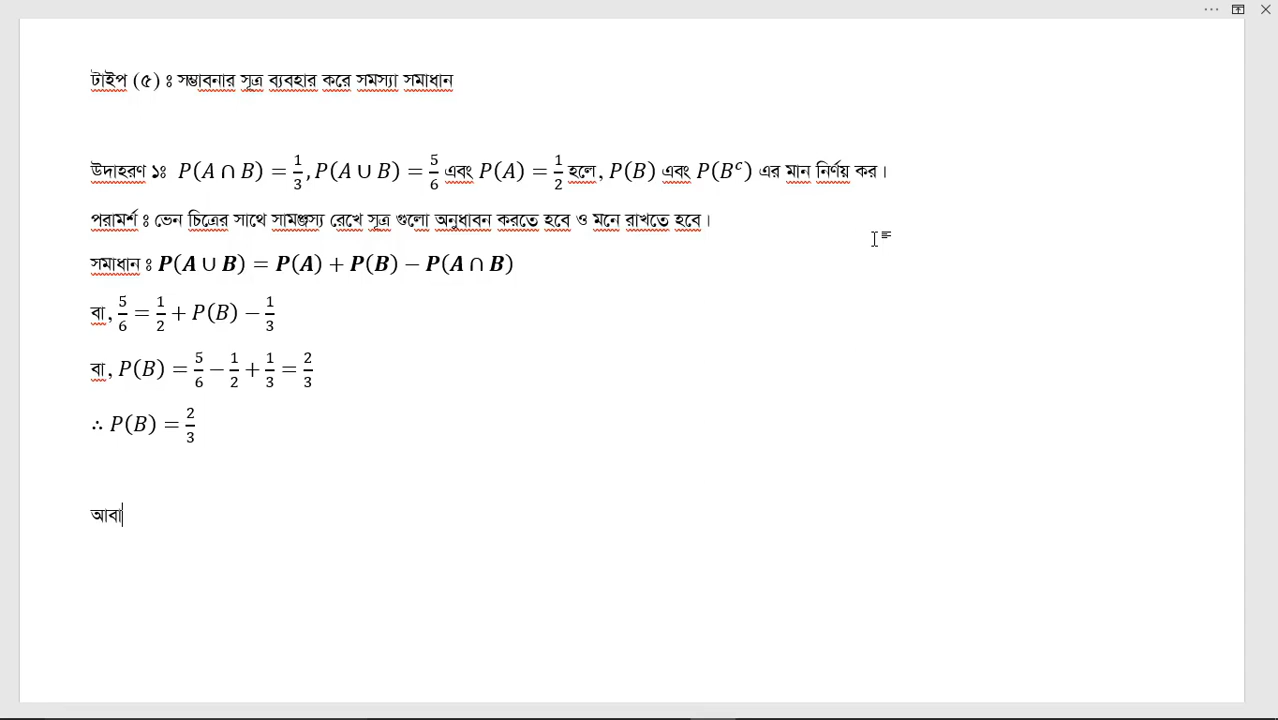 টাইপ (৫) ঃ সম্ভাবনার সূত্র ব্যবহার করে সমস্যা সমাধান
উদাহরণ ১ঃ P(A ∩ B) = 1/3, P(A ∪ B) = 5/6 এবং P(A) = 1/2 হলে, P(B) এবং P(Bᶜ) এর মান নির্ণয় কর।
পরামর্শ ঃ ভেন চিত্রের সাথে সামঞ্জস্য রেখে সূত্র গুলো অনুধাবন করতে হবে ও মনে রাখতে হবে।
সমাধান ঃ P(A ∪ B) = P(A) + P(B) − P(A ∩ B)
বা, 5/6 = 1/2 + P(B) − 1/3
বা, P(B) = 5/6 − 1/2 + 1/3 = 2/3
∴ P(B) = 2/3
আবা